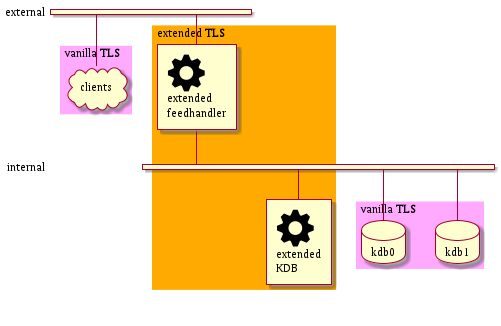 external
extended TLS
vanilla TLS
clients
extended
feedhandler
internal
vanilla TLS
extended
KDB
kdb0
kdb1